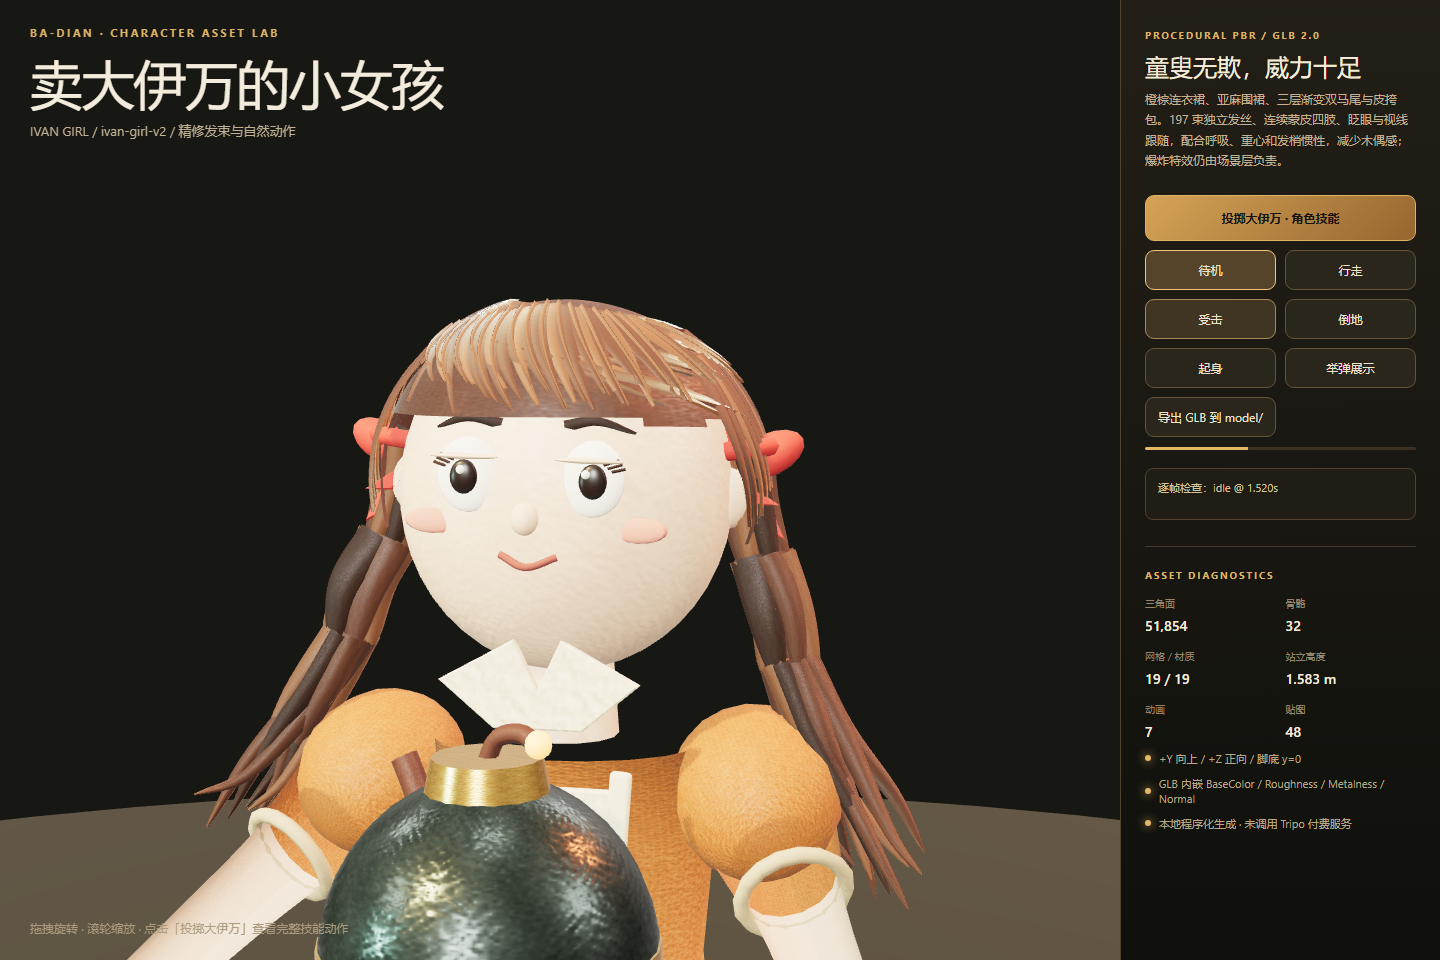 BA-DIAN · CHARACTER ASSET LAB
卖大伊万的小女孩
IVAN GIRL / ivan-girl-v2 / 精修发束与自然动作
拖拽旋转 · 滚轮缩放 · 点击「投掷大伊万」查看完整技能动作
PROCEDURAL PBR / GLB 2.0
童叟无欺，威力十足
橙棕连衣裙、亚麻围裙、三层渐变双马尾与皮挎
包。197 束独立发丝、连续蒙皮四肢、眨眼与视线
跟随，配合呼吸、重心和发梢惯性，减少木偶感；
爆炸特效仍由场景层负责。
投掷大伊万 · 角色技能
待机
行走
受击
倒地
起身
举弹展示
导出 GLB 到 model/
逐帧检查：idle @ 1.520s
ASSET DIAGNOSTICS
三角面
骨骼
51,854
32
网格 / 材质
站立高度
19 / 19
1.583 m
动画
贴图
7
48
+Y 向上 / +Z 正向 / 脚底 y=0
GLB 内嵌 BaseColor / Roughness / Metalness /
Normal
本地程序化生成 · 未调用 Tripo 付费服务